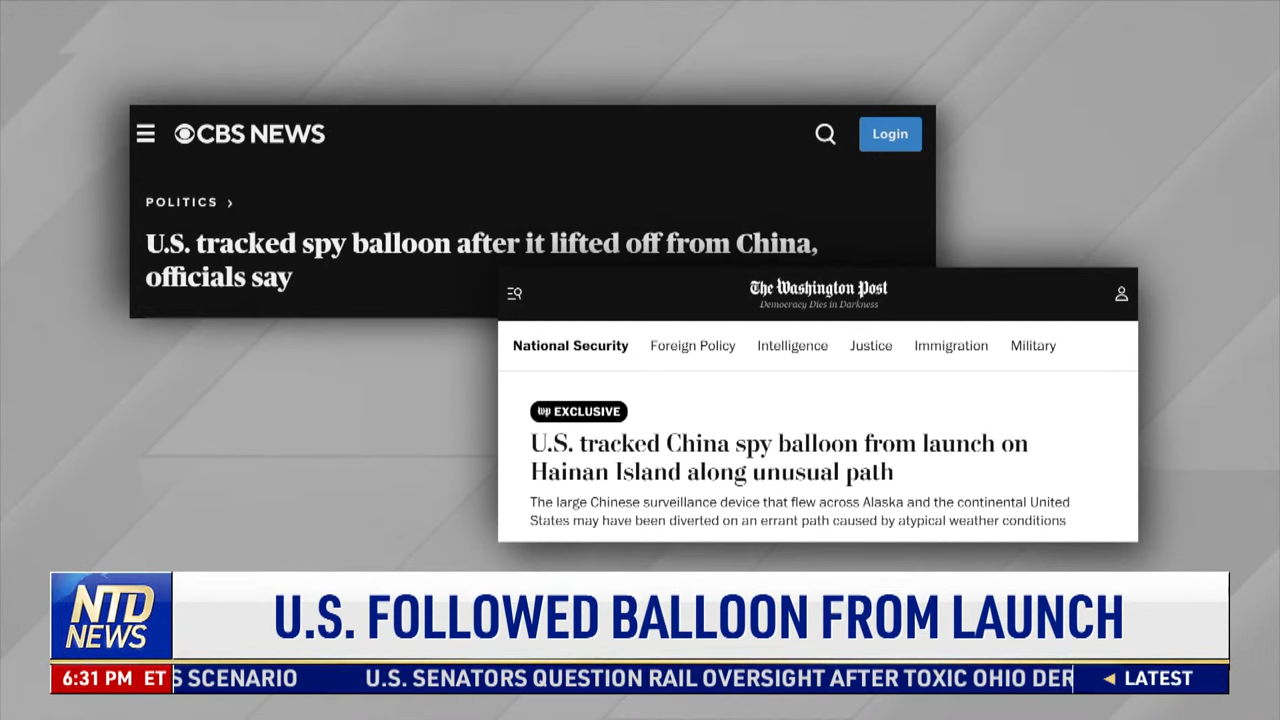 CBS NEWS
Login
POLITICS ›
U.S. tracked spy balloon after it lifted off from China,
officials say
The Washington Post
Democracy Dies in Darkness
National Security Foreign Policy Intelligence Justice Immigration Military
wp EXCLUSIVE
U.S. tracked China spy balloon from launch on
Hainan Island along unusual path
The large Chinese surveillance device that flew across Alaska and the continental United
States may have been diverted on an errant path caused by atypical weather conditions
NTD
NEWS
U.S. FOLLOWED BALLOON FROM LAUNCH
6:31 PM ET
S SCENARIO U.S. SENATORS QUESTION RAIL OVERSIGHT AFTER TOXIC OHIO DER
LATEST